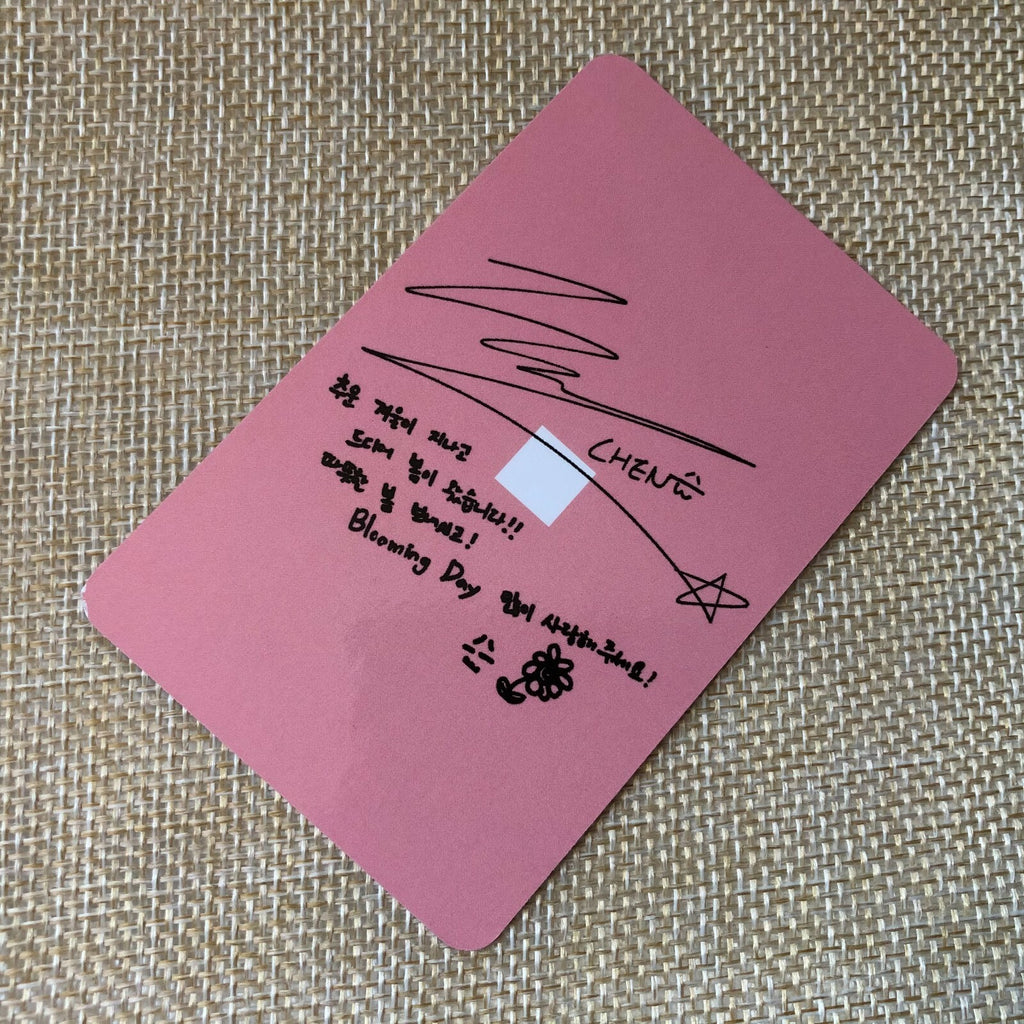 CHEN
추운 겨울이 지나고
드디어 봄이 왔습니다!!
따뜻한 봄 보내세요!
Blooming Day 많이 사랑해주세요!